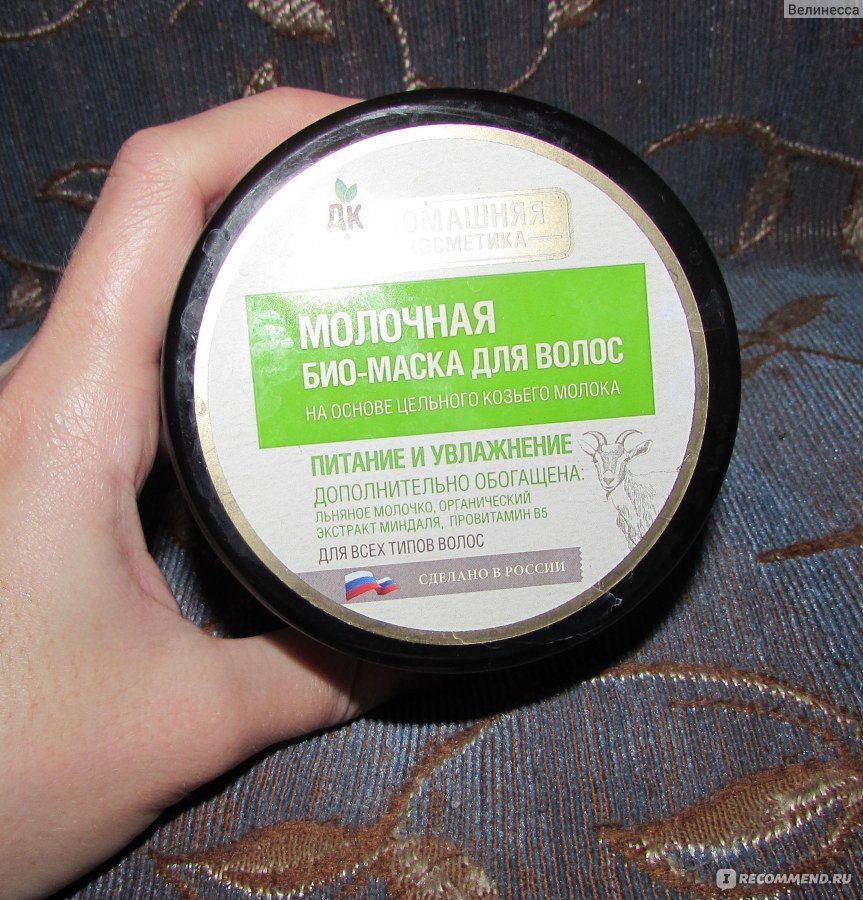 Велинесса
ДК
ДОМАШНЯЯ
КОСМЕТИКА
МОЛОЧНАЯ
БИО-МАСКА ДЛЯ ВОЛОС
НА ОСНОВЕ ЦЕЛЬНОГО КОЗЬЕГО МОЛОКА
ПИТАНИЕ И УВЛАЖНЕНИЕ
ДОПОЛНИТЕЛЬНО ОБОГАЩЕНА:
ЛЬНЯНОЕ МОЛОЧКО, ОРГАНИЧЕСКИЙ
ЭКСТРАКТ МИНДАЛЯ, ПРОВИТАМИН В5
ДЛЯ ВСЕХ ТИПОВ ВОЛОС
СДЕЛАНО В РОССИИ
IRECOMMEND.RU